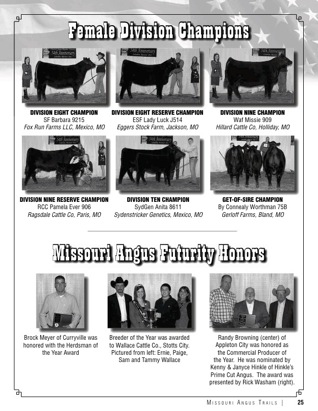 Female Division Champions
DIVISION EIGHT CHAMPION
SF Barbara 9215
Fox Run Farms LLC, Mexico, MO
DIVISION EIGHT RESERVE CHAMPION
ESF Lady Luck J514
Eggers Stock Farm, Jackson, MO
DIVISION NINE CHAMPION
Wat Missie 909
Hillard Cattle Co, Holliday, MO
DIVISION NINE RESERVE CHAMPION
RCC Pamela Ever 906
Ragsdale Cattle Co, Paris, MO
DIVISION TEN CHAMPION
SydGen Anita 8611
Sydenstricker Genetics, Mexico, MO
GET-OF-SIRE CHAMPION
By Connealy Worthman 75B
Gerloff Farms, Bland, MO
Missouri Angus Futurity Honors
Brock Meyer of Curryville was
honored with the Herdsman of
the Year Award
Breeder of the Year was awarded
to Wallace Cattle Co., Stotts City.
Pictured from left: Ernie, Paige,
Sam and Tammy Wallace
Randy Browning (center) of
Appleton City was honored as
the Commercial Producer of
the Year. He was nominated by
Kenny & Janyce Hinkle of Hinkle's
Prime Cut Angus. The award was
presented by Rick Washam (right).
Missouri Angus Trails | 25